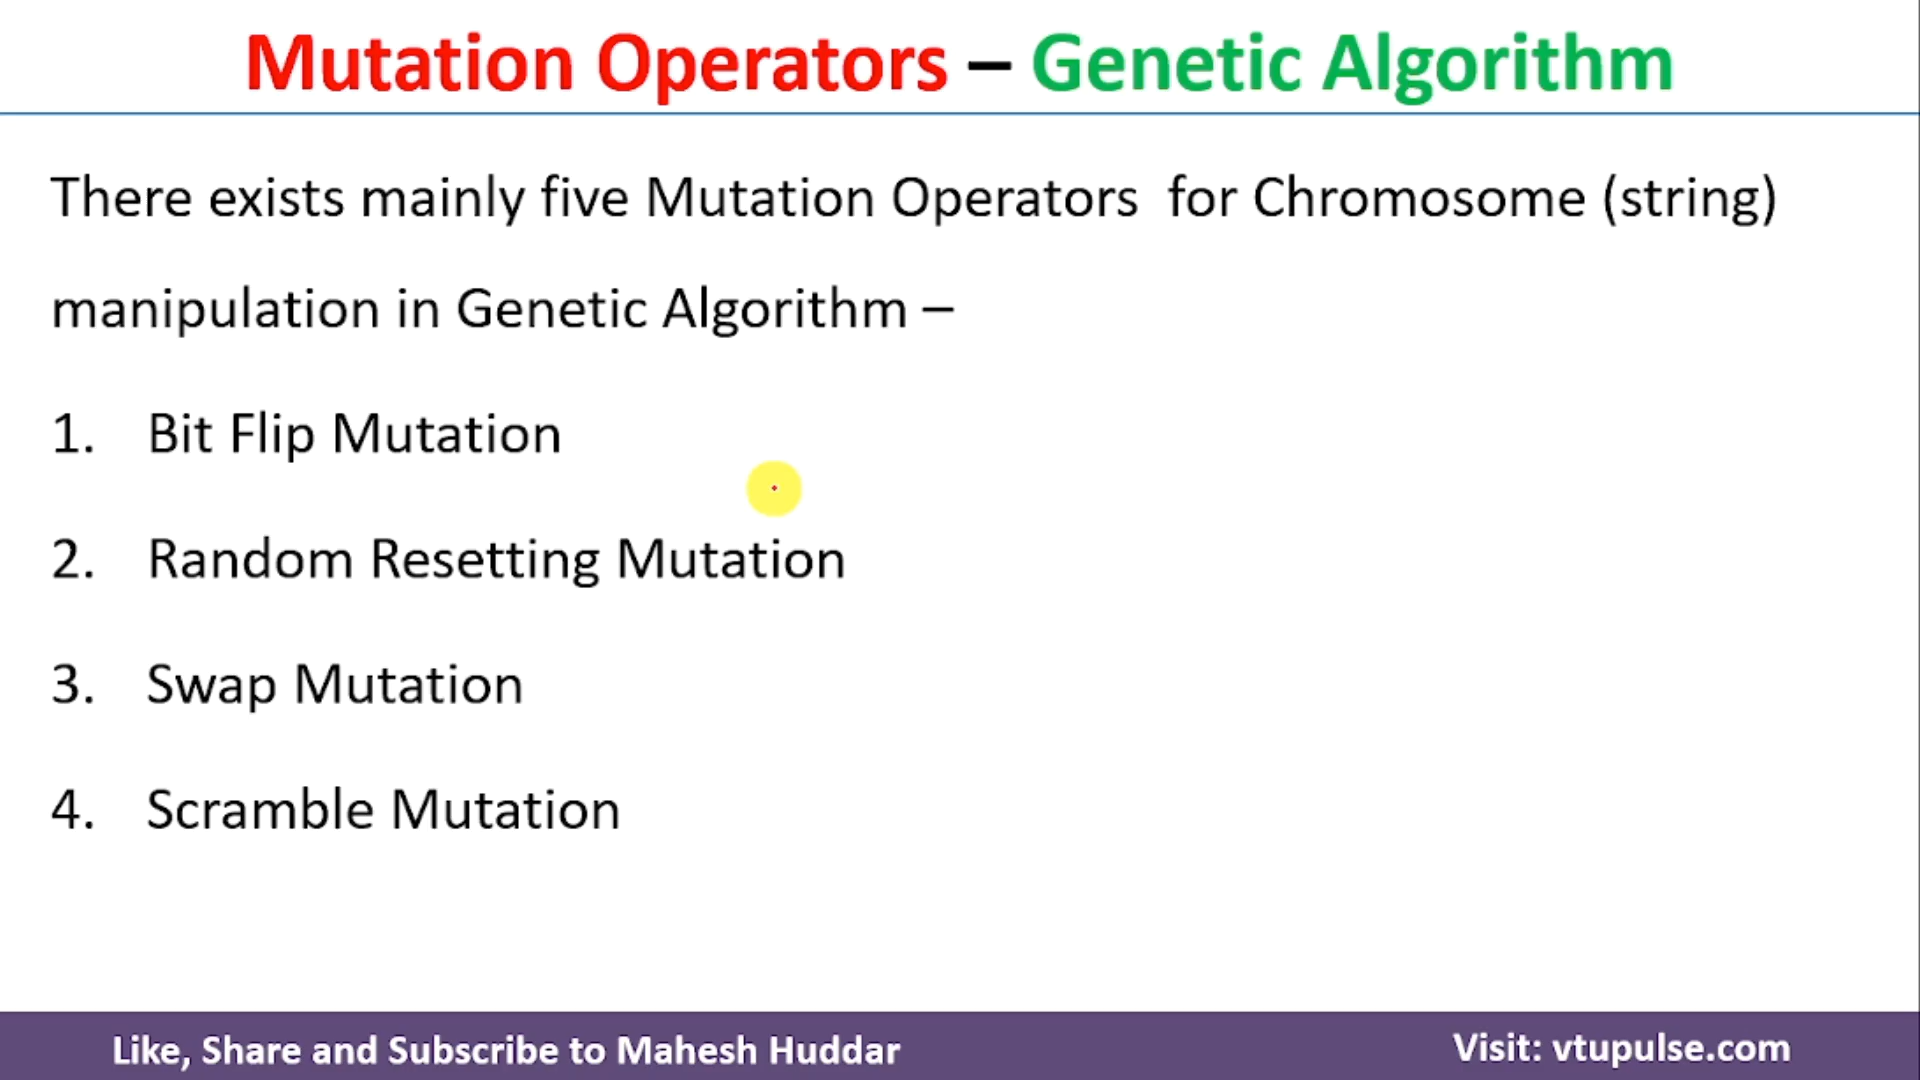 Mutation Operators – Genetic Algorithm
There exists mainly five Mutation Operators for Chromosome (string)
manipulation in Genetic Algorithm –
1. Bit Flip Mutation
2. Random Resetting Mutation
3. Swap Mutation
4. Scramble Mutation
Like, Share and Subscribe to Mahesh Huddar
Visit: vtupulse.com